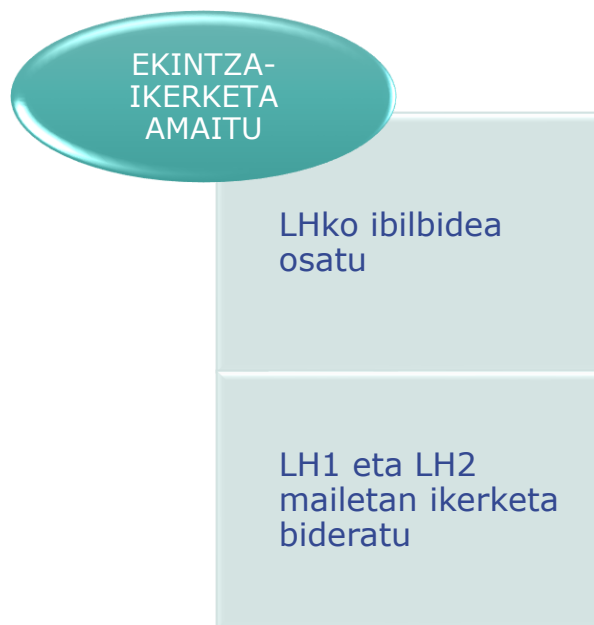 EKINTZA-
IKERKETA
AMAITU
LHko ibilbidea
osatu
LH1 eta LH2
mailetan ikerketa
bideratu